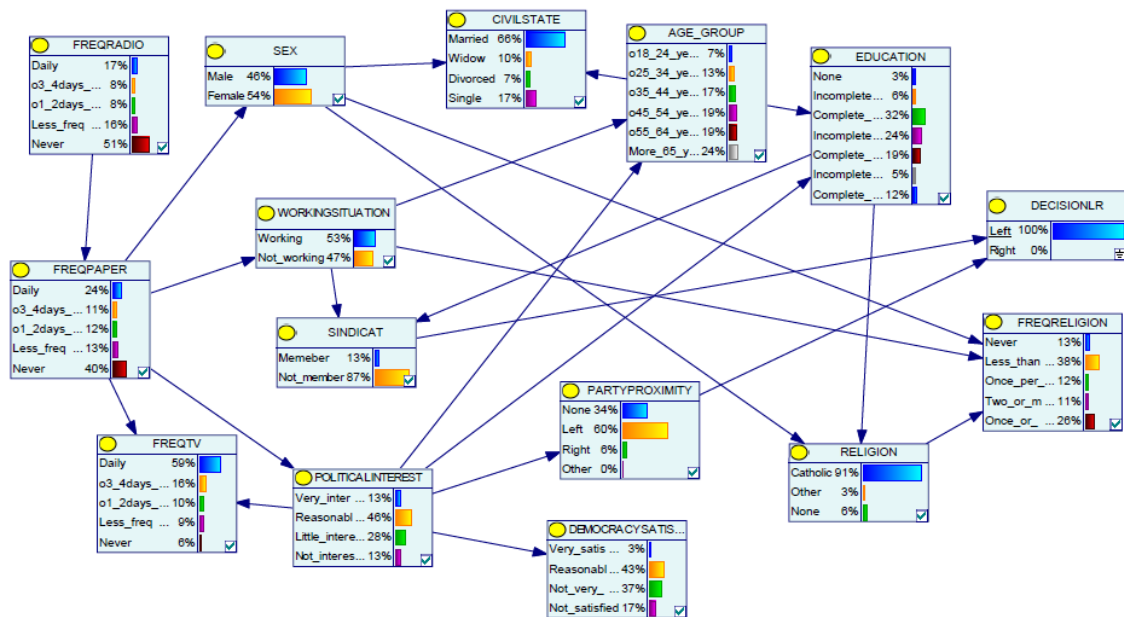 FREQRADIO
Daily 17%
o3_4days_... 8%
o1_2days_... 8%
Less_freq ... 16%
Never 51%
SEX
Male 46%
Female 54%
CIVILSTATE
Married 66%
Widow 10%
Divorced 7%
Single 17%
AGE_GROUP
o18_24_ye... 7%
o25_34_ye... 13%
o35_44_ye... 17%
o45_54_ye... 19%
o55_64_ye... 19%
More_65_y... 24%
EDUCATION
None 3%
Incomplete... 6%
Complete_... 32%
Incomplete... 24%
Complete_... 19%
Incomplete... 5%
Complete_... 12%
WORKINGSITUATION
Working 53%
Not_working 47%
DECISIONLR
Left 100%
Right 0%
FREQPAPER
Daily 24%
o3_4days_... 11%
o1_2days_... 12%
Less_freq ... 13%
Never 40%
SINDICAT
Memeber 13%
Not_member 87%
FREQRELIGION
Never 13%
Less_than ... 38%
Once_per_... 12%
Two_or_m ... 11%
Once_or_ ... 26%
PARTYPROXIMITY
None 34%
Left 60%
Right 6%
Other 0%
FREQTV
Daily 59%
o3_4days_... 16%
o1_2days_... 10%
Less_freq ... 9%
Never 6%
POLITICALINTEREST
Very_inter ... 13%
Reasonabl ... 46%
Little_intere... 28%
Not_interes... 13%
RELIGION
Catholic 91%
Other 3%
None 6%
DEMOCRACYSATIS...
Very_satis ... 3%
Reasonabl ... 43%
Not_very_ ... 37%
Not_satisfied 17%